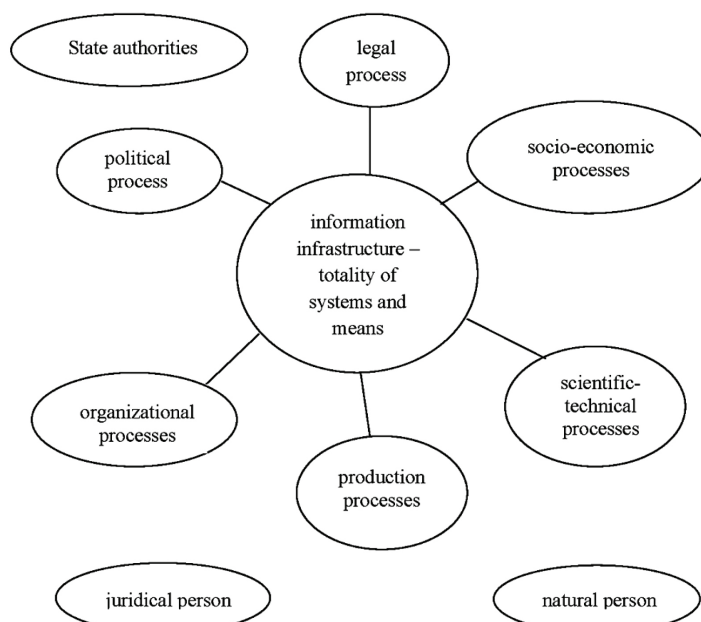 State authorities
legal
process
political
process
socio-economic
processes
information
infrastructure –
totality of
systems and
means
organizational
processes
scientific-
technical
processes
production
processes
juridical person
natural person